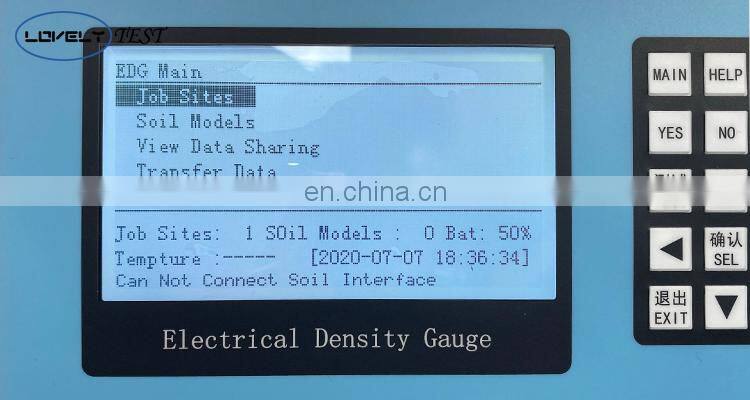 LOVELY TEST
EDG Main
Job Sites
Soil Models
View Data Sharing
Transfer Data
en.china.cn
Job Sites: 1 SOil Models : 0 Bat: 50%
Tempture :----- [2020-07-07 18:36:34]
Can Not Connect Soil Interface
Electrical Density Gauge
MAIN HELP
YES NO
确认
SEL
退出
EXIT